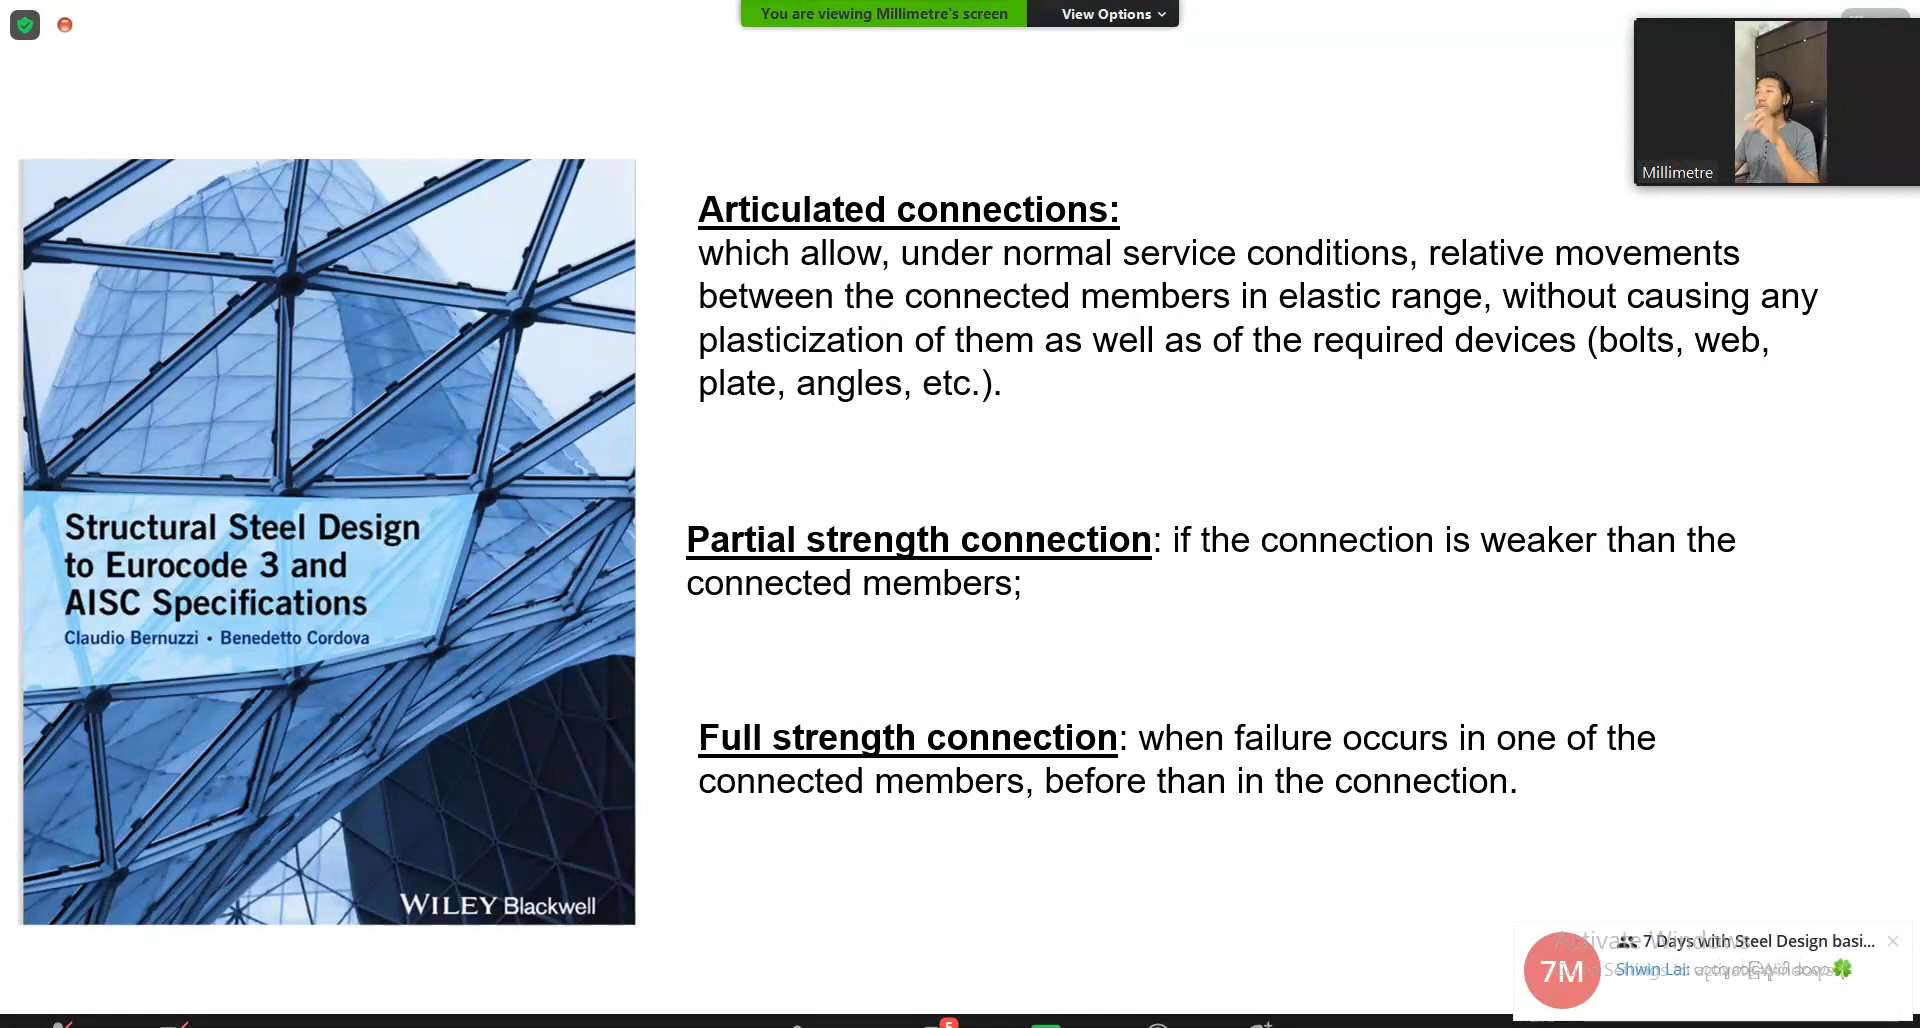 You are viewing Millimetre's screen
View Options
Millimetre
Articulated connections:
which allow, under normal service conditions, relative movements
between the connected members in elastic range, without causing any
plasticization of them as well as of the required devices (bolts, web,
plate, angles, etc.).
Partial strength connection: if the connection is weaker than the
connected members;
Full strength connection: when failure occurs in one of the
connected members, before than in the connection.
Structural Steel Design
to Eurocode 3 and
AISC Specifications
Claudio Bernuzzi • Benedetto Cordova
WILEY Blackwell
Activate Windows
7 Days with Steel Design basi...
7M
Shwin Lai:
5